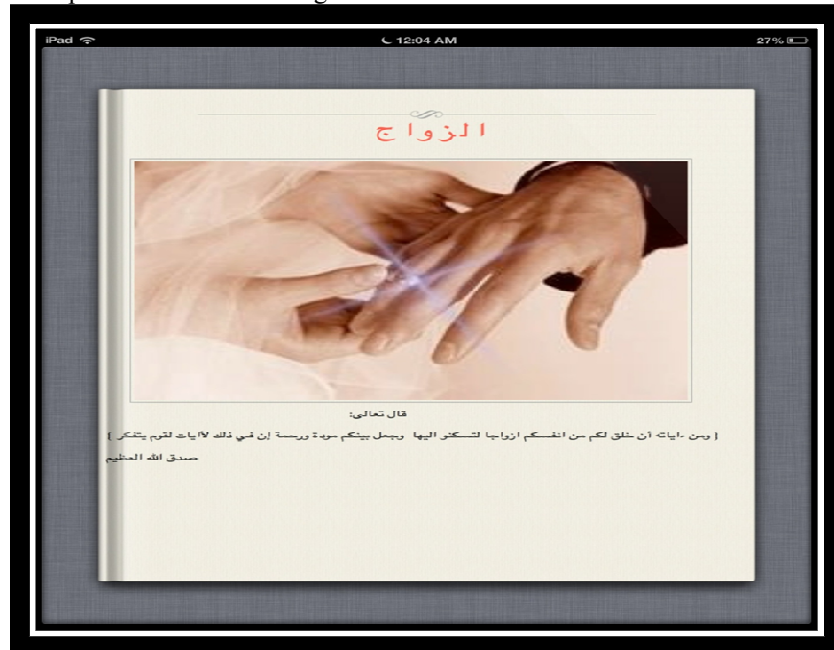 iPad 12:04 AM 27%
الزواج
قال تعالى:
( ومن ءاياته أن خلق لكم من انفسكم ازواجا لتسكنو اليها وجعل بينكم مودة ورحمة إن في ذلك لآيات لقوم يتفكر )
صدق الله العظيم